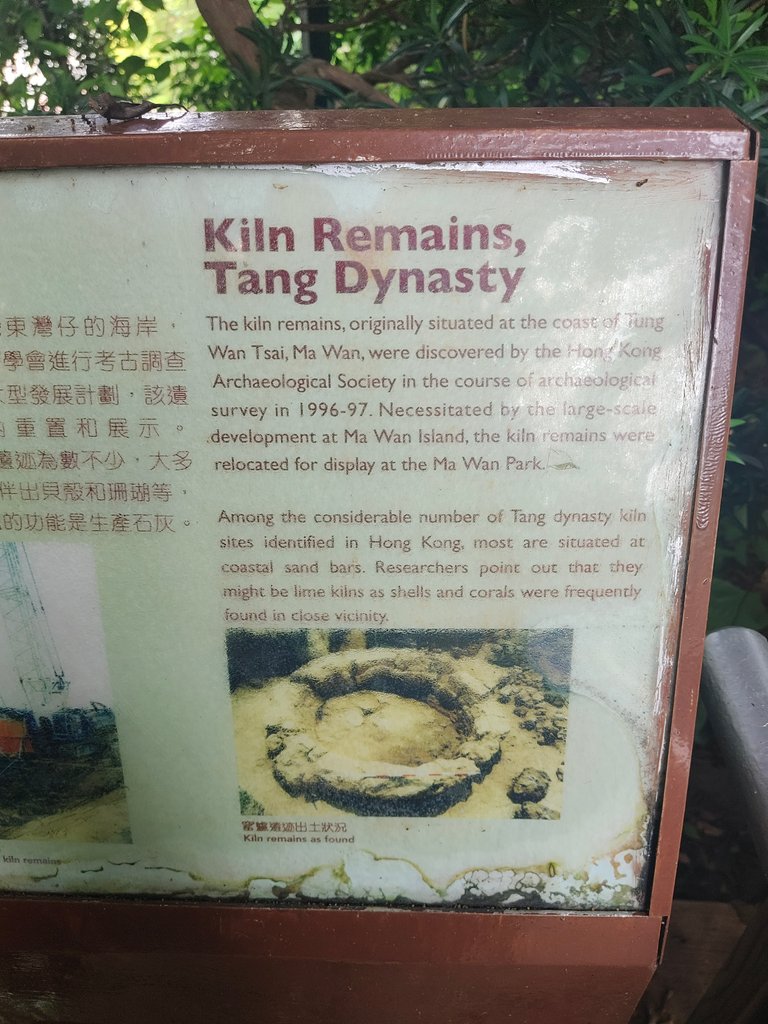 Kiln Remains,
Tang Dynasty
東灣仔的海岸，
學會進行考古調查
型發展計劃，該遺
重置和展示。
遺迹為數不少，大多
伴出貝殼和珊瑚等，
的功能是生產石灰。
The kiln remains, originally situated at the coast of Tung
Wan Tsai, Ma Wan, were discovered by the Hong Kong
Archaeological Society in the course of archaeological
survey in 1996-97. Necessitated by the large-scale
development at Ma Wan Island, the kiln remains were
relocated for display at the Ma Wan Park.
Among the considerable number of Tang dynasty kiln
sites identified in Hong Kong, most are situated at
coastal sand bars. Researchers point out that they
might be lime kilns as shells and corals were frequently
found in close vicinity.
窰爐遺迹出土狀況
Kiln remains as found
kiln remains